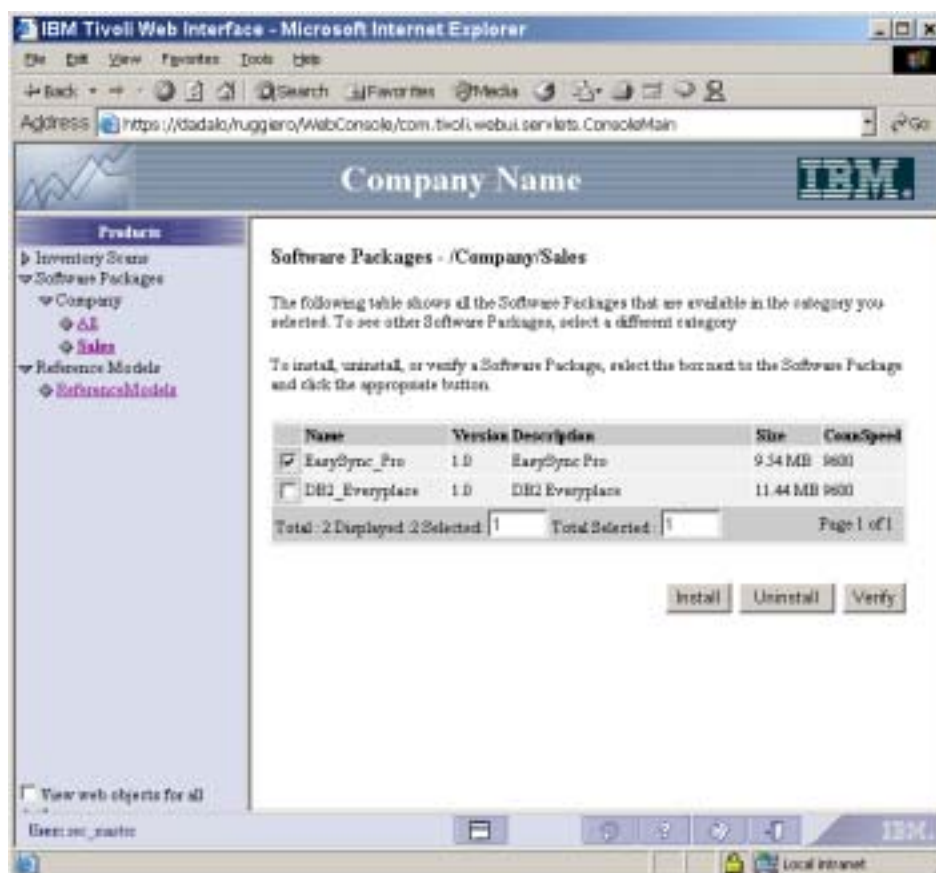 IBM Tivoli Web Interface - Microsoft Internet Explorer
File Edit View Favorites Tools Help
Back Search Favorites Media
Address https://dadalo/ruggiero/WebConsole/com.tivoli.webui.servlets.ConsoleMain Go
Company Name IBM.
Products
Inventory Scans
Software Packages
Company
All
Sales
Reference Models
ReferenceModels
View web objects for all
Software Packages - /Company/Sales
The following table shows all the Software Packages that are available in the category you
selected. To see other Software Packages, select a different category
To install, uninstall, or verify a Software Package, select the box next to the Software Package
and click the appropriate button.
Name Version Description Size ConnSpeed
EasySync_Pro 1.0 EasySync Pro 9.54 MB 9600
DB2_Everyplace 1.0 DB2 Everyplace 11.44 MB 9600
Total : 2 Displayed :2 Selected: 1 Total Selected : 1 Page 1 of 1
Install Uninstall Verify
User: sec_master IBM.
Local intranet